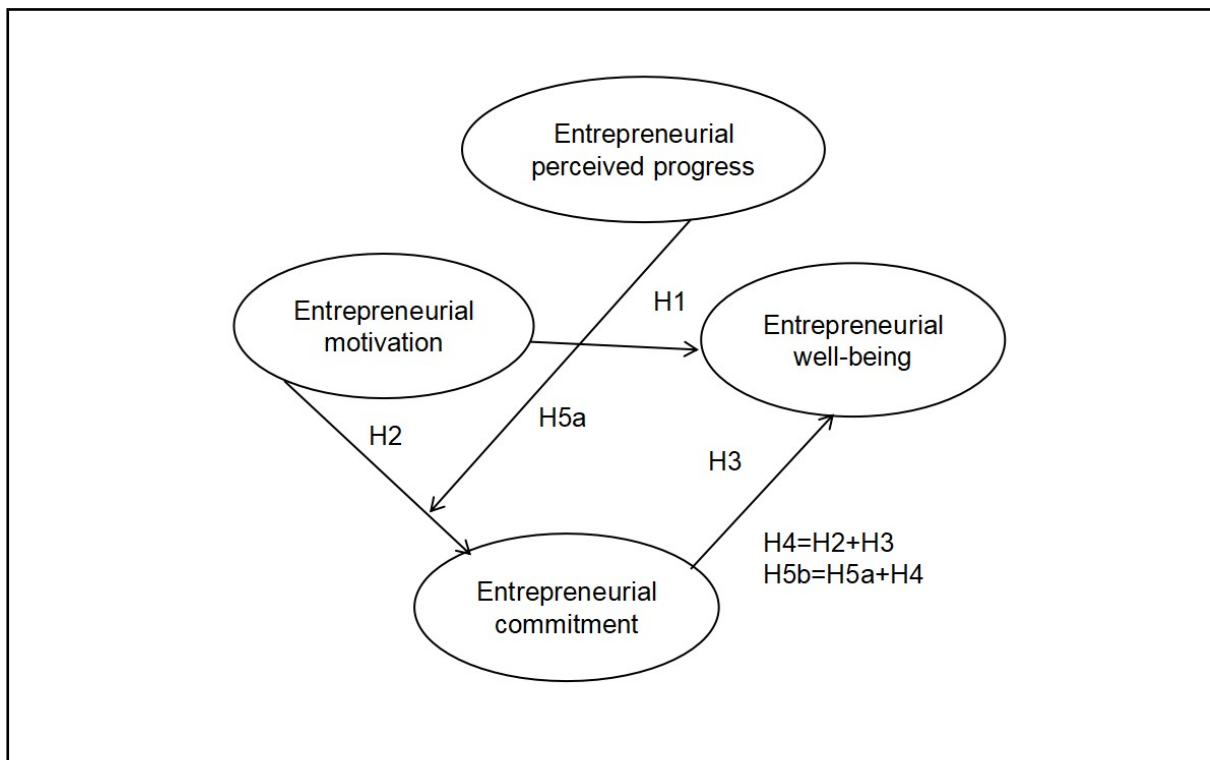 Entrepreneurial
perceived progress
Entrepreneurial
motivation
H1
Entrepreneurial
well-being
H2
H5a
H3
H4=H2+H3
H5b=H5a+H4
Entrepreneurial
commitment